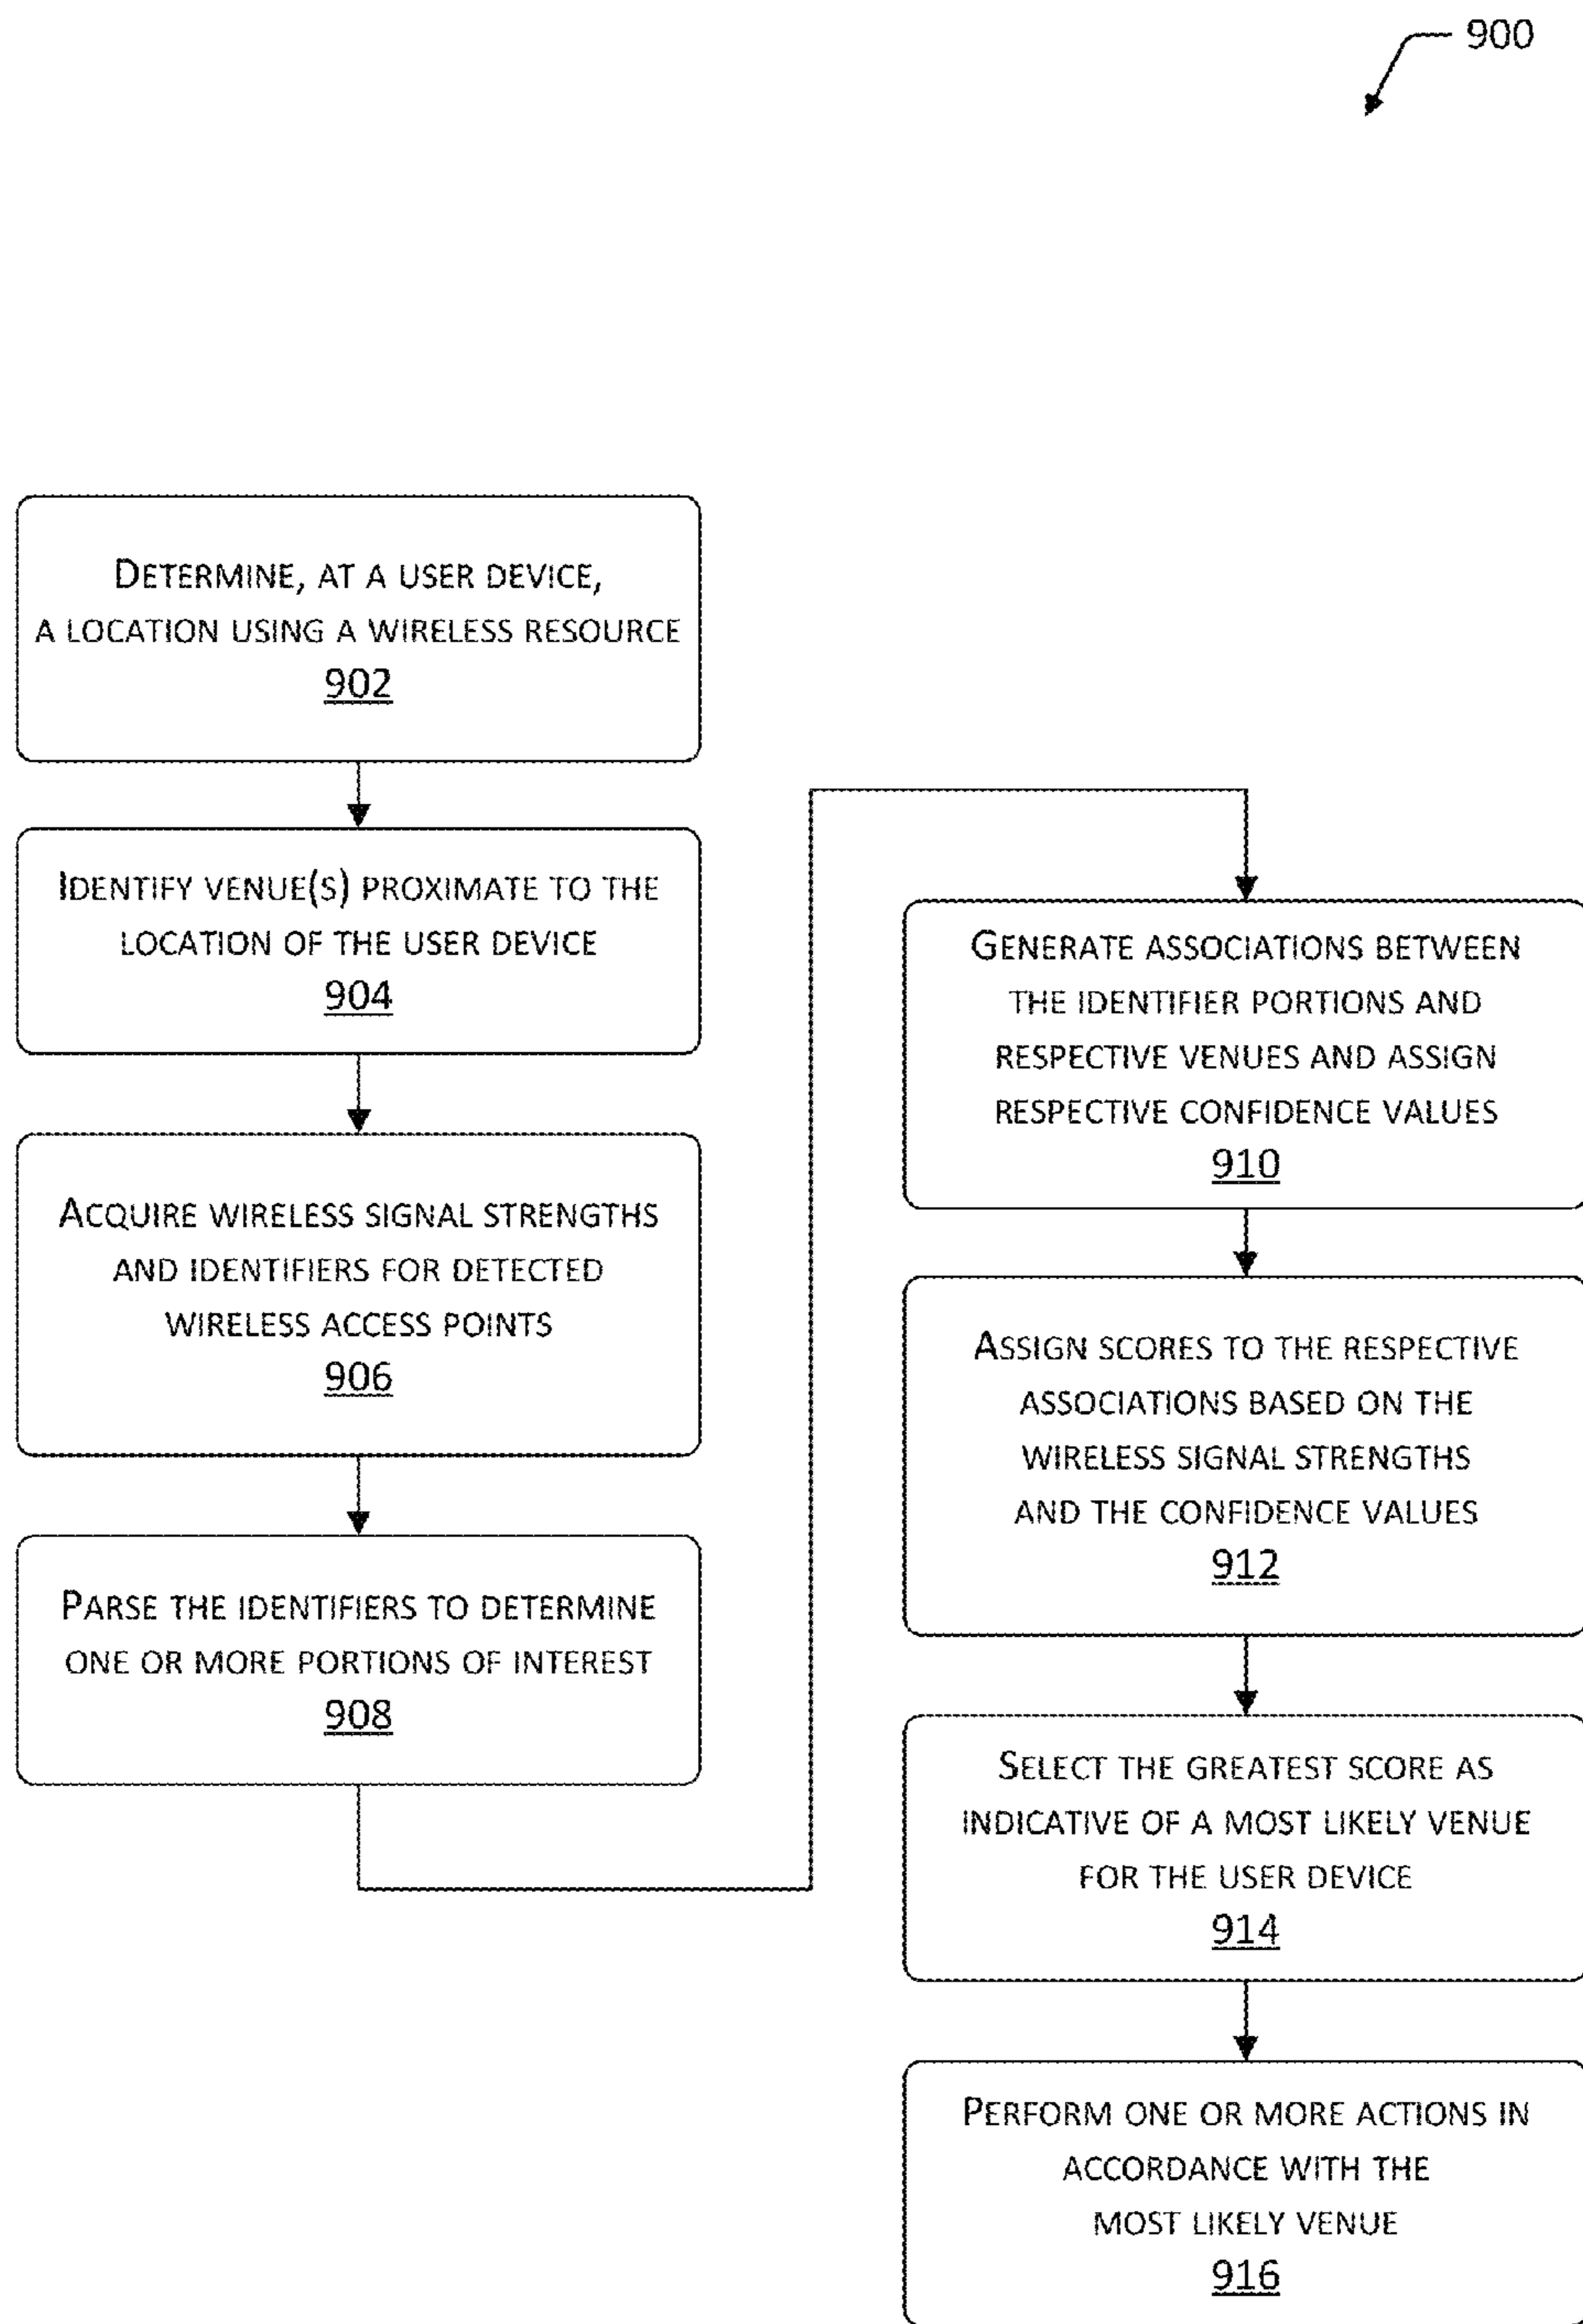 900
DETERMINE, AT A USER DEVICE,
A LOCATION USING A WIRELESS RESOURCE
902
IDENTIFY VENUE(S) PROXIMATE TO THE
LOCATION OF THE USER DEVICE
904
ACQUIRE WIRELESS SIGNAL STRENGTHS
AND IDENTIFIERS FOR DETECTED
WIRELESS ACCESS POINTS
906
PARSE THE IDENTIFIERS TO DETERMINE
ONE OR MORE PORTIONS OF INTEREST
908
GENERATE ASSOCIATIONS BETWEEN
THE IDENTIFIER PORTIONS AND
RESPECTIVE VENUES AND ASSIGN
RESPECTIVE CONFIDENCE VALUES
910
ASSIGN SCORES TO THE RESPECTIVE
ASSOCIATIONS BASED ON THE
WIRELESS SIGNAL STRENGTHS
AND THE CONFIDENCE VALUES
912
SELECT THE GREATEST SCORE AS
INDICATIVE OF A MOST LIKELY VENUE
FOR THE USER DEVICE
914
PERFORM ONE OR MORE ACTIONS IN
ACCORDANCE WITH THE
MOST LIKELY VENUE
916